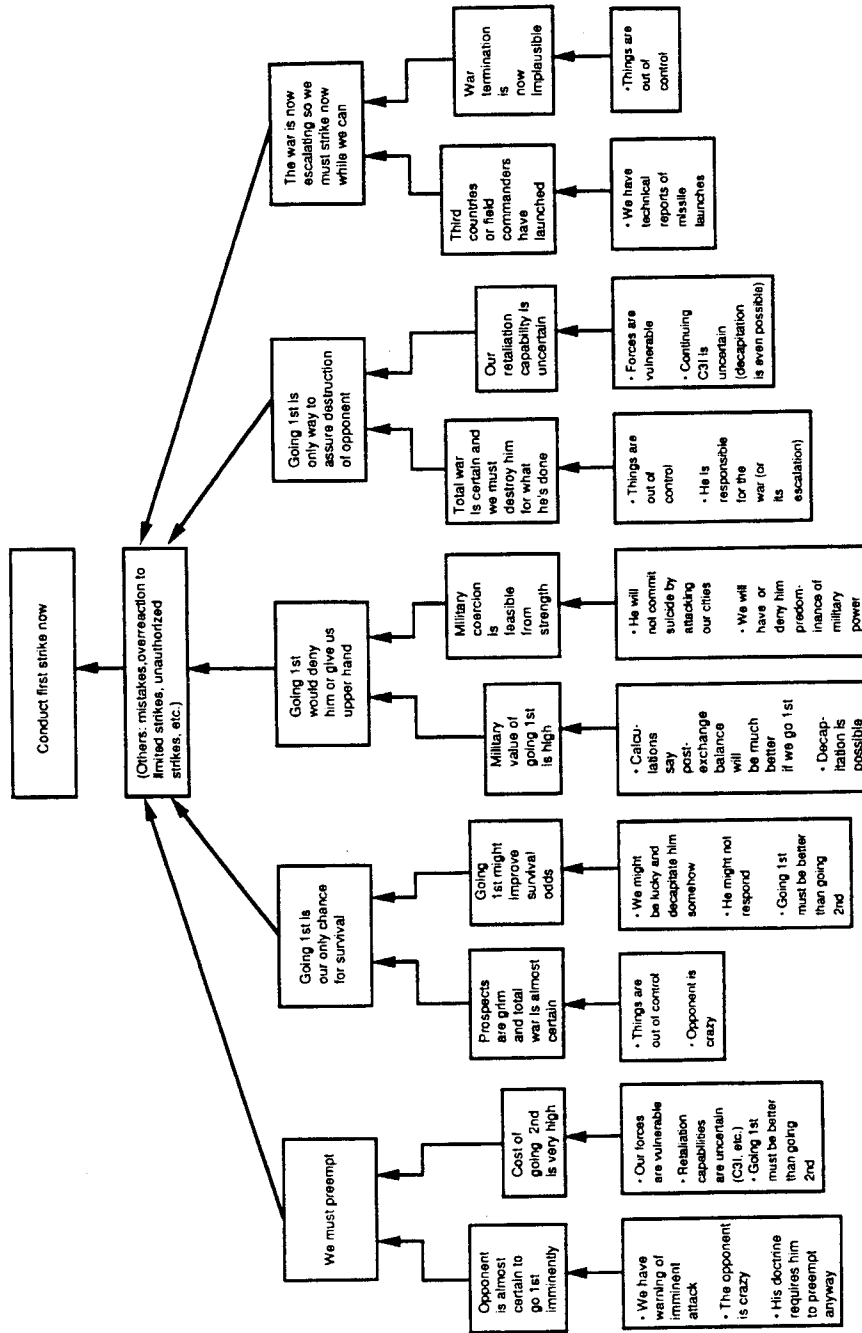 Conduct first strike now
(Others: mistakes,overreaction to
limited strikes, unauthorized
strikes, etc.)
We must preempt
Going 1st is
our only chance
for survival
Going 1st
would deny
him or give us
upper hand
Going 1st is
only way to
assure destruction
of opponent
The war is now
escalating so we
must strike now
while we can
Opponent
is almost
certain to
go 1st
imminently
Cost of
going 2nd
is very high
Prospects
are grim
and total
war is almost
certain
Going
1st might
improve
survival
odds
Military
value of
going 1st
is high
Military
coercion
is
feasible
from
strength
Total war
is certain and
we must
destroy him
for what
he's done
Our
retaliation
capability is
uncertain
Third
countries
or field
commanders
have
launched
War
termination
is
now
implausible
• We have
warning of
imminent
attack
• The opponent
is crazy
• His doctrine
requires him
to preempt
anyway
• Our forces
are vulnerable
• Retaliation
capabilities
are uncertain
(C3I, etc.)
• Going 1st
must be better
than going
2nd
• Things are
out of control
• Opponent is
crazy
• We might
be lucky and
decapitate him
somehow
• He might not
respond
• Going 1st
must be better
than going
2nd
• Calcu-
lations
say
post-
exchange
balance
will
be much
better
if we go 1st
• Decap-
itation is
possible
• He will
not commit
suicide by
attacking
our cities
• We will
have or
deny him
predom-
inance of
military
power
• Things are
out of
control
• He is
responsible
for the
war (or
its
escalation)
• Forces are
vulnerable
• Continuing
C3I is
uncertain
(decapitation
is even possible)
• We have
technical
reports of
missile
launches
• Things are
out of
control